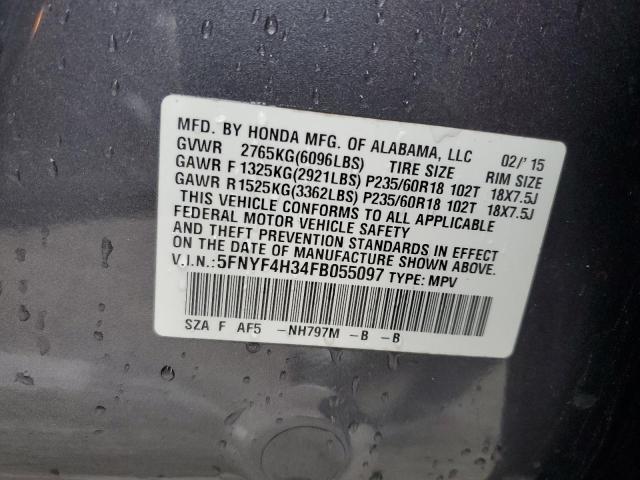 MFD. BY HONDA MFG. OF ALABAMA, LLC 02/'15
GVWR 2765KG(6096LBS) TIRE SIZE RIM SIZE
GAWR F 1325KG(2921LBS) P235/60R18 102T 18X7.5J
GAWR R 1525KG(3362LBS) P235/60R18 102T 18X7.5J
THIS VEHICLE CONFORMS TO ALL APPLICABLE
FEDERAL MOTOR VEHICLE SAFETY
AND THEFT PREVENTION STANDARDS IN EFFECT
ON THE DATE OF MANUFACTURE SHOWN ABOVE.
V.I.N.:5FNYF4H34FB055097 TYPE: MPV
SZA F AF5 -NH797M -B -B